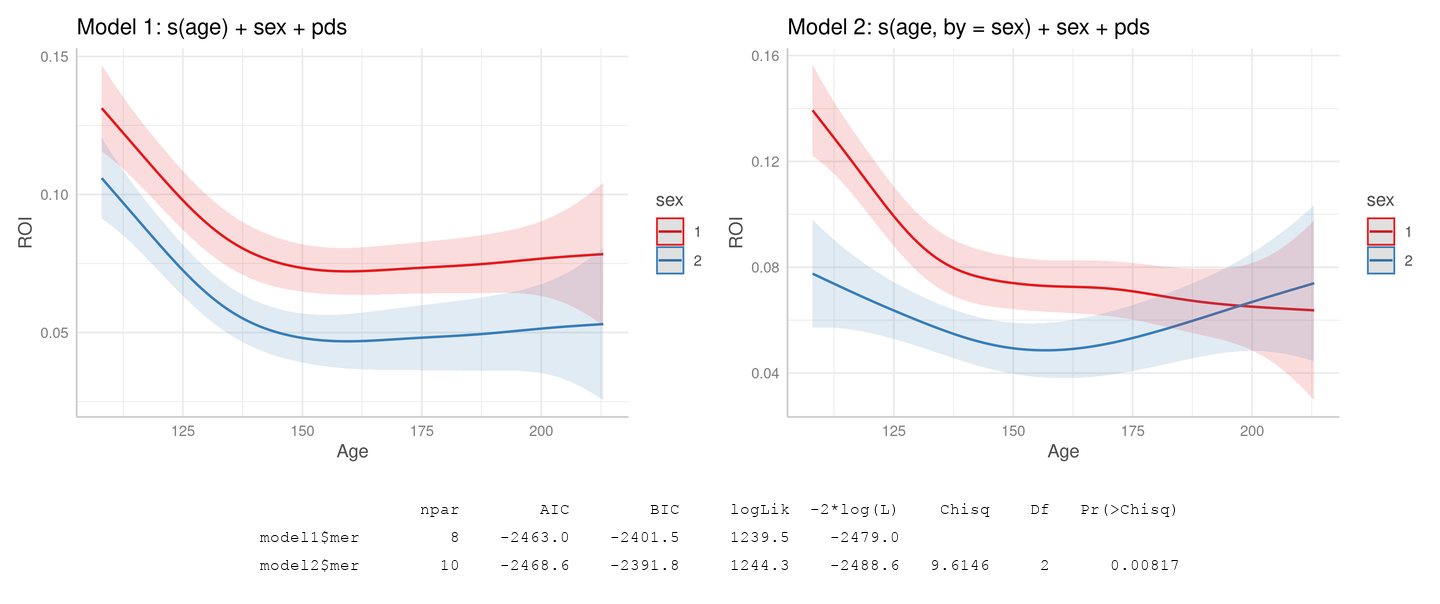 Model 1: s(age) + sex + pds
0.15
0.10
0.05
ROI
125 150 175 200
Age
sex
1
2
Model 2: s(age, by = sex) + sex + pds
0.16
0.12
0.08
0.04
ROI
125 150 175 200
Age
sex
1
2
npar AIC BIC logLik -2*log(L) Chisq Df Pr(>Chisq)
model1$mer 8 -2463.0 -2401.5 1239.5 -2479.0
model2$mer 10 -2468.6 -2391.8 1244.3 -2488.6 9.6146 2 0.00817